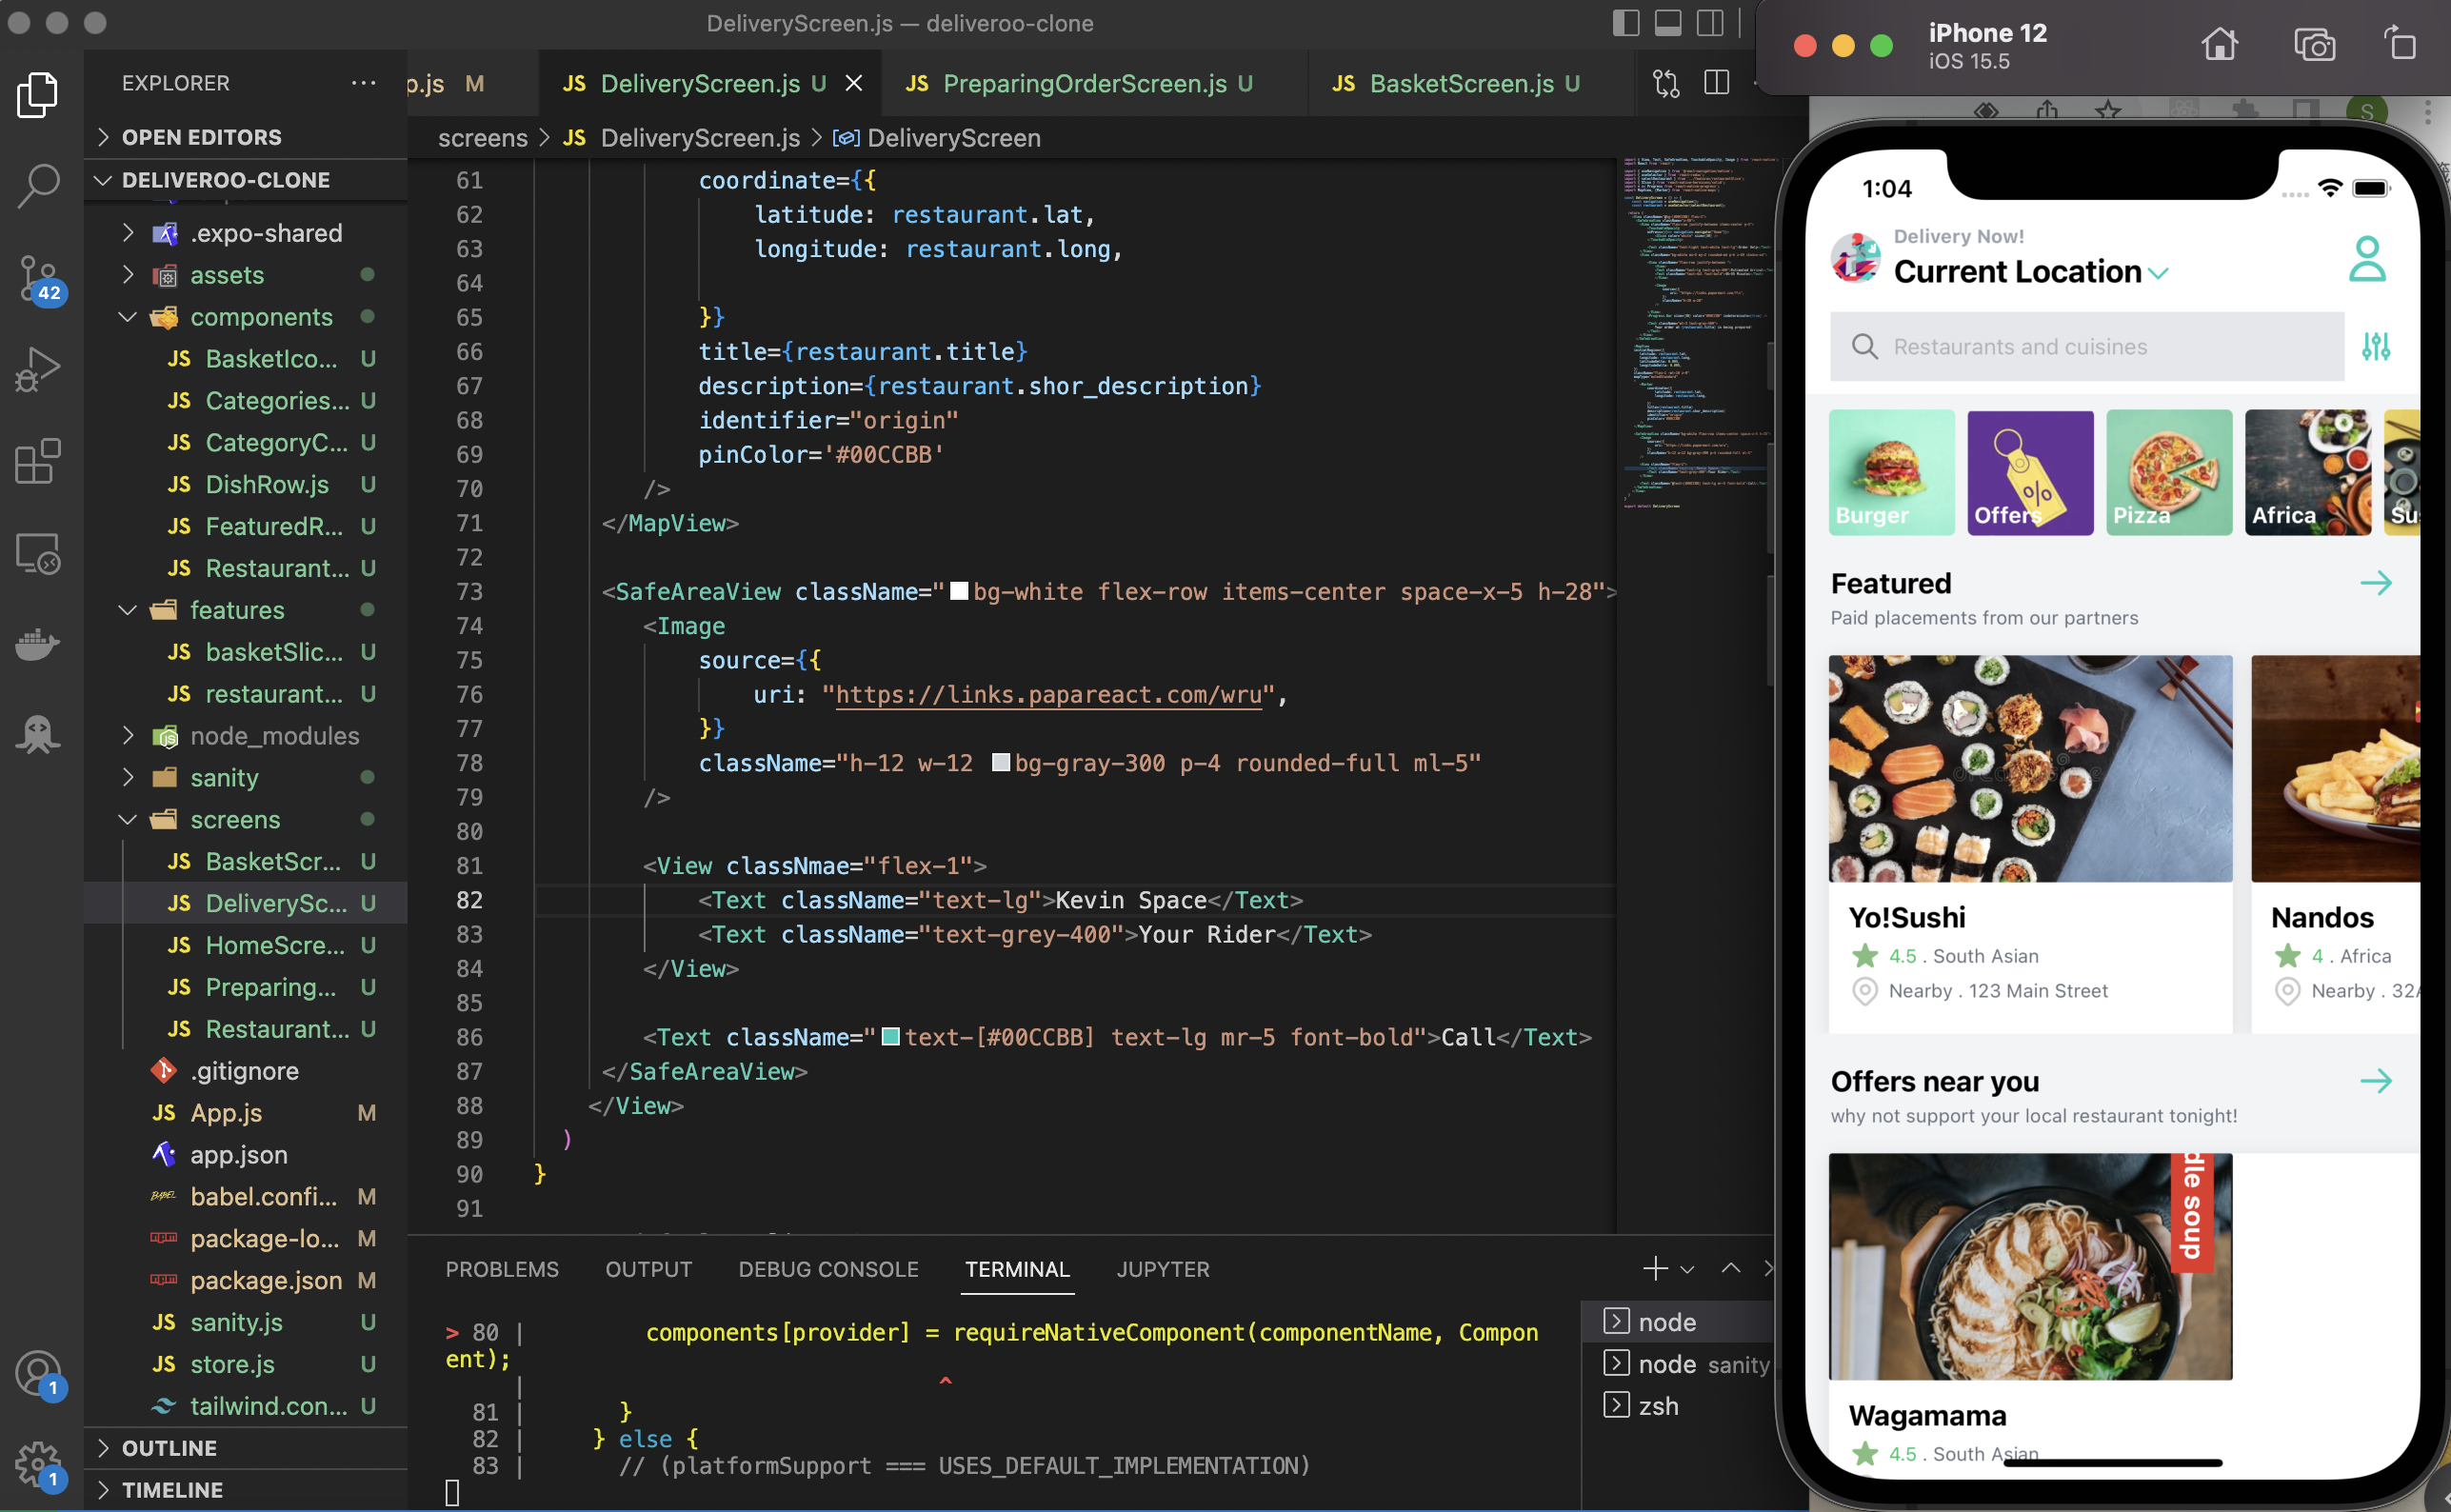 DeliveryScreen.js — deliveroo-clone
EXPLORER
OPEN EDITORS
DELIVEROO-CLONE
.expo-shared
assets
components
JS BasketIco... U
JS Categories... U
JS CategoryC... U
JS DishRow.js U
JS FeaturedR... U
JS Restaurant... U
features
JS basketSlic... U
JS restaurant... U
node_modules
sanity
screens
JS BasketScr... U
JS DeliverySc... U
JS HomeScre... U
JS Preparing... U
JS Restaurant... U
.gitignore
JS App.js M
app.json
BABEL babel.confi... M
package-lo... M
package.json M
JS sanity.js U
JS store.js U
tailwind.con... U
OUTLINE
TIMELINE
42
1
1
p.js M
JS DeliveryScreen.js U
JS PreparingOrderScreen.js U
JS BasketScreen.js U
screens > JS DeliveryScreen.js > DeliveryScreen
61 coordinate={{
62 latitude: restaurant.lat,
63 longitude: restaurant.long,
64
65 }}
66 title={restaurant.title}
67 description={restaurant.shor_description}
68 identifier="origin"
69 pinColor='#00CCBB'
70 />
71 </MapView>
72
73 <SafeAreaView className="bg-white flex-row items-center space-x-5 h-28">
74 <Image
75 source={{
76 uri: "https://links.papareact.com/wru",
77 }}
78 className="h-12 w-12 bg-gray-300 p-4 rounded-full ml-5"
79 />
80
81 <View classNmae="flex-1">
82 <Text className="text-lg">Kevin Space</Text>
83 <Text className="text-grey-400">Your Rider</Text>
84 </View>
85
86 <Text className="text-[#00CCBB] text-lg mr-5 font-bold">Call</Text>
87 </SafeAreaView>
88 </View>
89 )
90 }
91
PROBLEMS OUTPUT DEBUG CONSOLE TERMINAL JUPYTER
> 80 | components[provider] = requireNativeComponent(componentName, Compon
ent);
| ^
81 | }
82 | } else {
83 | // (platformSupport === USES_DEFAULT_IMPLEMENTATION)
node
node sanity
zsh
iPhone 12
iOS 15.5
S
1:04
Delivery Now!
Current Location
Restaurants and cuisines
Burger
Offers
%
Pizza
Africa
Su
Featured
Paid placements from our partners
Yo!Sushi
4.5 . South Asian
Nearby . 123 Main Street
Nandos
4 . Africa
Nearby . 32
Offers near you
why not support your local restaurant tonight!
dle soup
Wagamama
4.5 . South Asian